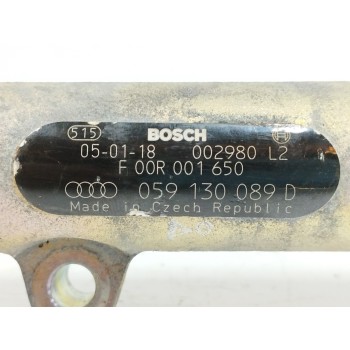 515 BOSCH
05-01-18 002980 L2
F 00R 001 650
059 130 089 D
Made in Czech Republic